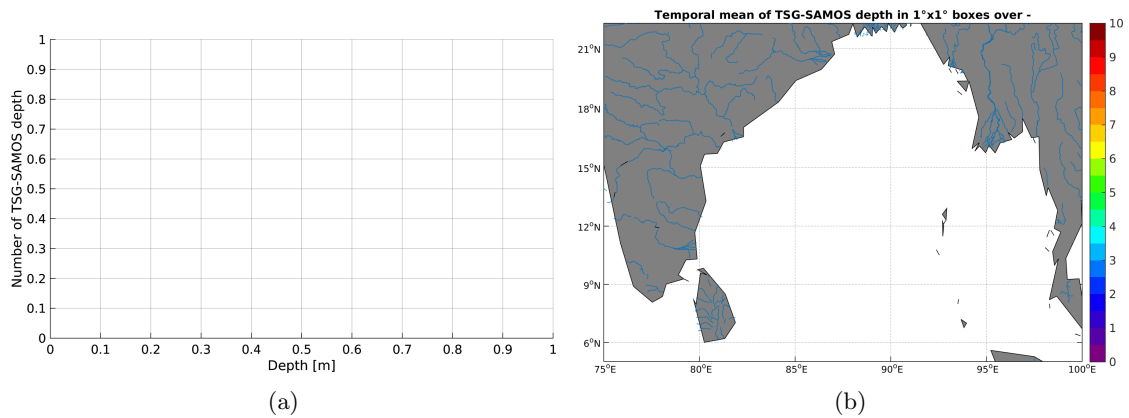 1
0.9
0.8
0.7
0.6
0.5
0.4
0.3
0.2
0.1
0
Number of TSG-SAMOS depth
0 0.1 0.2 0.3 0.4 0.5 0.6 0.7 0.8 0.9 1
Depth [m]
(a)
Temporal mean of TSG-SAMOS depth in 1°x1° boxes over -
21°N
18°N
15°N
12°N
9°N
6°N
75°E 80°E 85°E 90°E 95°E 100°E
10
9
8
7
6
5
4
3
2
1
0
(b)